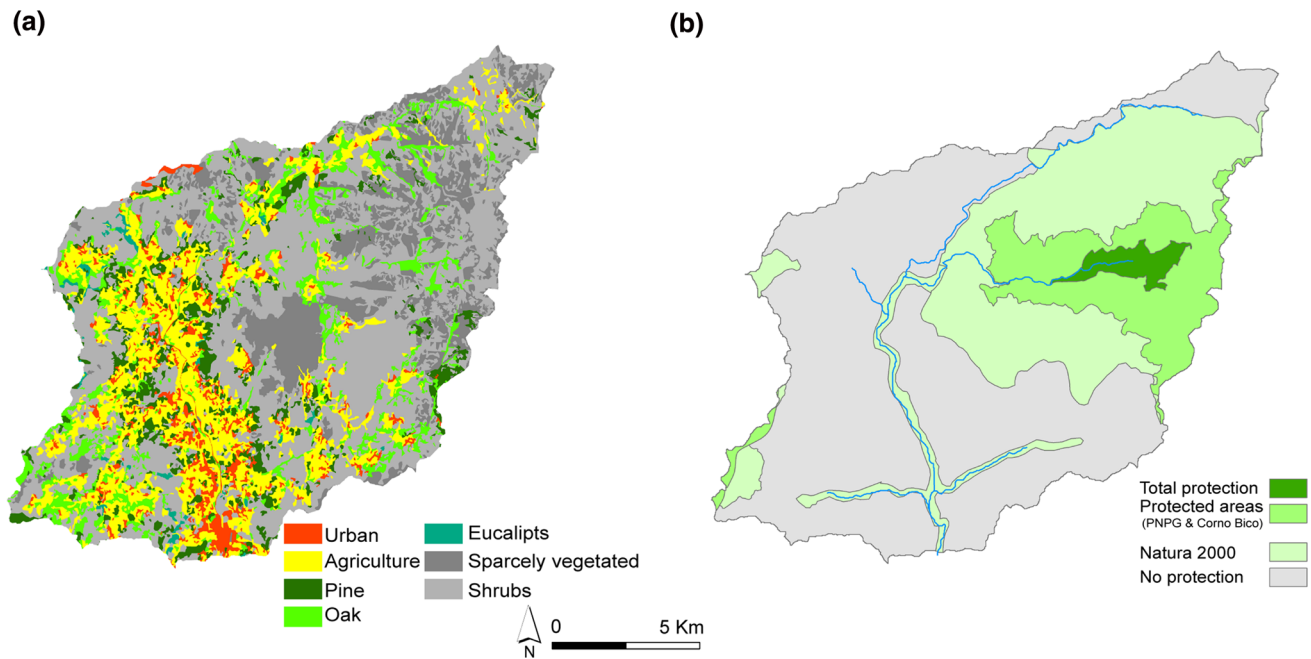 (a)
(b)
Urban
Agriculture
Pine
Oak
Eucalipts
Sparcely vegetated
Shrubs
N
0 5 Km
Total protection
Protected areas
(PNPG & Corno Bico)
Natura 2000
No protection